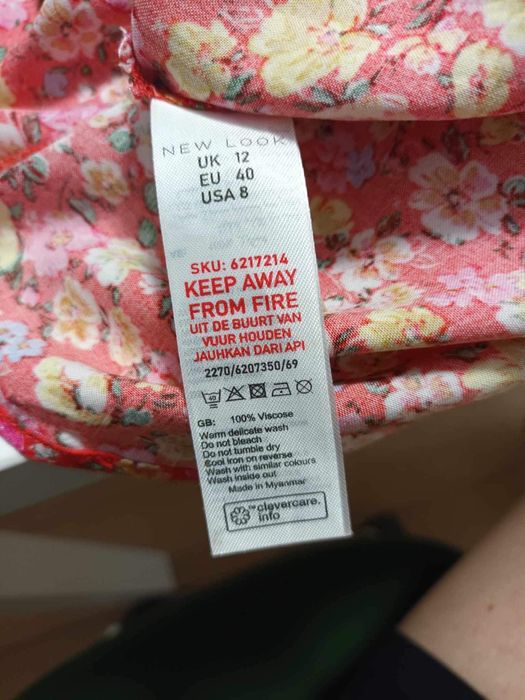 NEW LOOK
UK 12
EU 40
USA 8
SKU: 6217214
KEEP AWAY
FROM FIRE
UIT DE BUURT VAN
VUUR HOUDEN
JAUHKAN DARI API
2270/6207350/69
40
GB: 100% Viscose
Warm delicate wash
Do not bleach
Do not tumble dry
Cool iron on reverse
Wash with similar colours
Wash inside out
Made in Myanmar
clevercare.
info